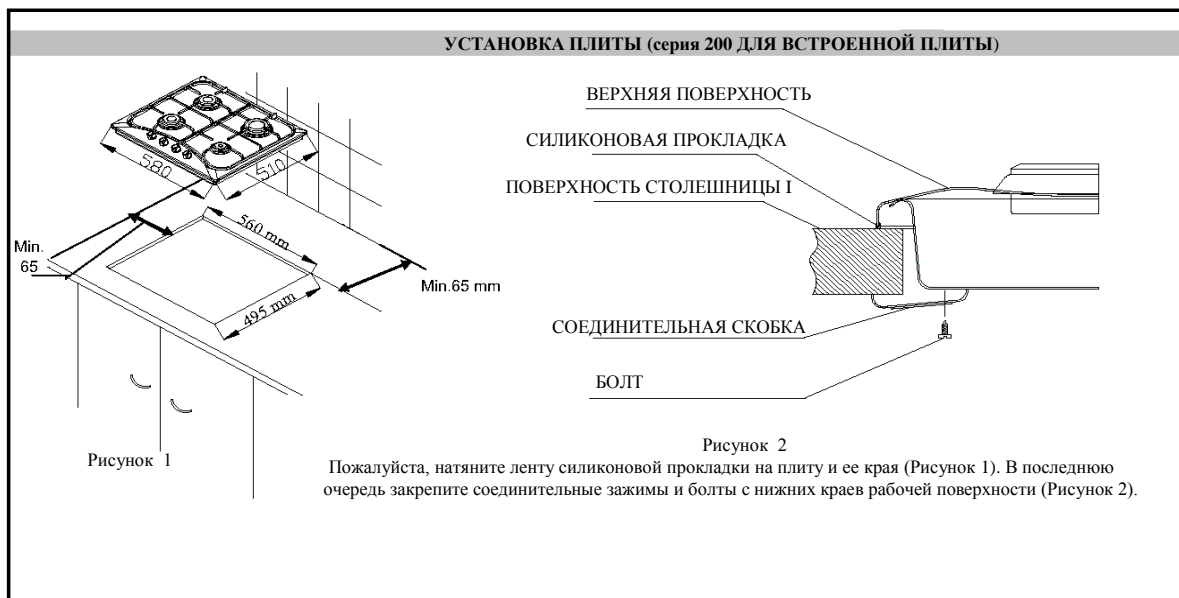 УСТАНОВКА ПЛИТЫ (серия 200 ДЛЯ ВСТРОЕННОЙ ПЛИТЫ)
580
510
560 mm
Min.
65
Min.65 mm
495 mm
Рисунок 1
ВЕРХНЯЯ ПОВЕРХНОСТЬ
СИЛИКОНОВАЯ ПРОКЛАДКА
ПОВЕРХНОСТЬ СТОЛЕШНИЦЫ I
СОЕДИНИТЕЛЬНАЯ СКОБКА
БОЛТ
Рисунок 2
Пожалуйста, натяните ленту силиконовой прокладки на плиту и ее края (Рисунок 1). В последнюю
очередь закрепите соединительные зажимы и болты с нижних краев рабочей поверхности (Рисунок 2).